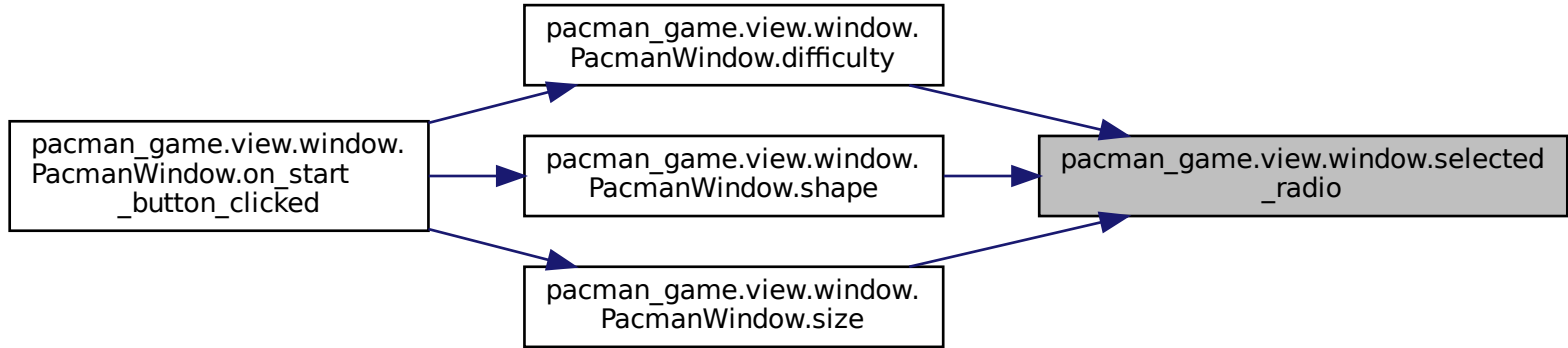 pacman_game.view.window.
PacmanWindow.difficulty
pacman_game.view.window.
PacmanWindow.on_start
_button_clicked
pacman_game.view.window.
PacmanWindow.shape
pacman_game.view.window.selected
_radio
pacman_game.view.window.
PacmanWindow.size